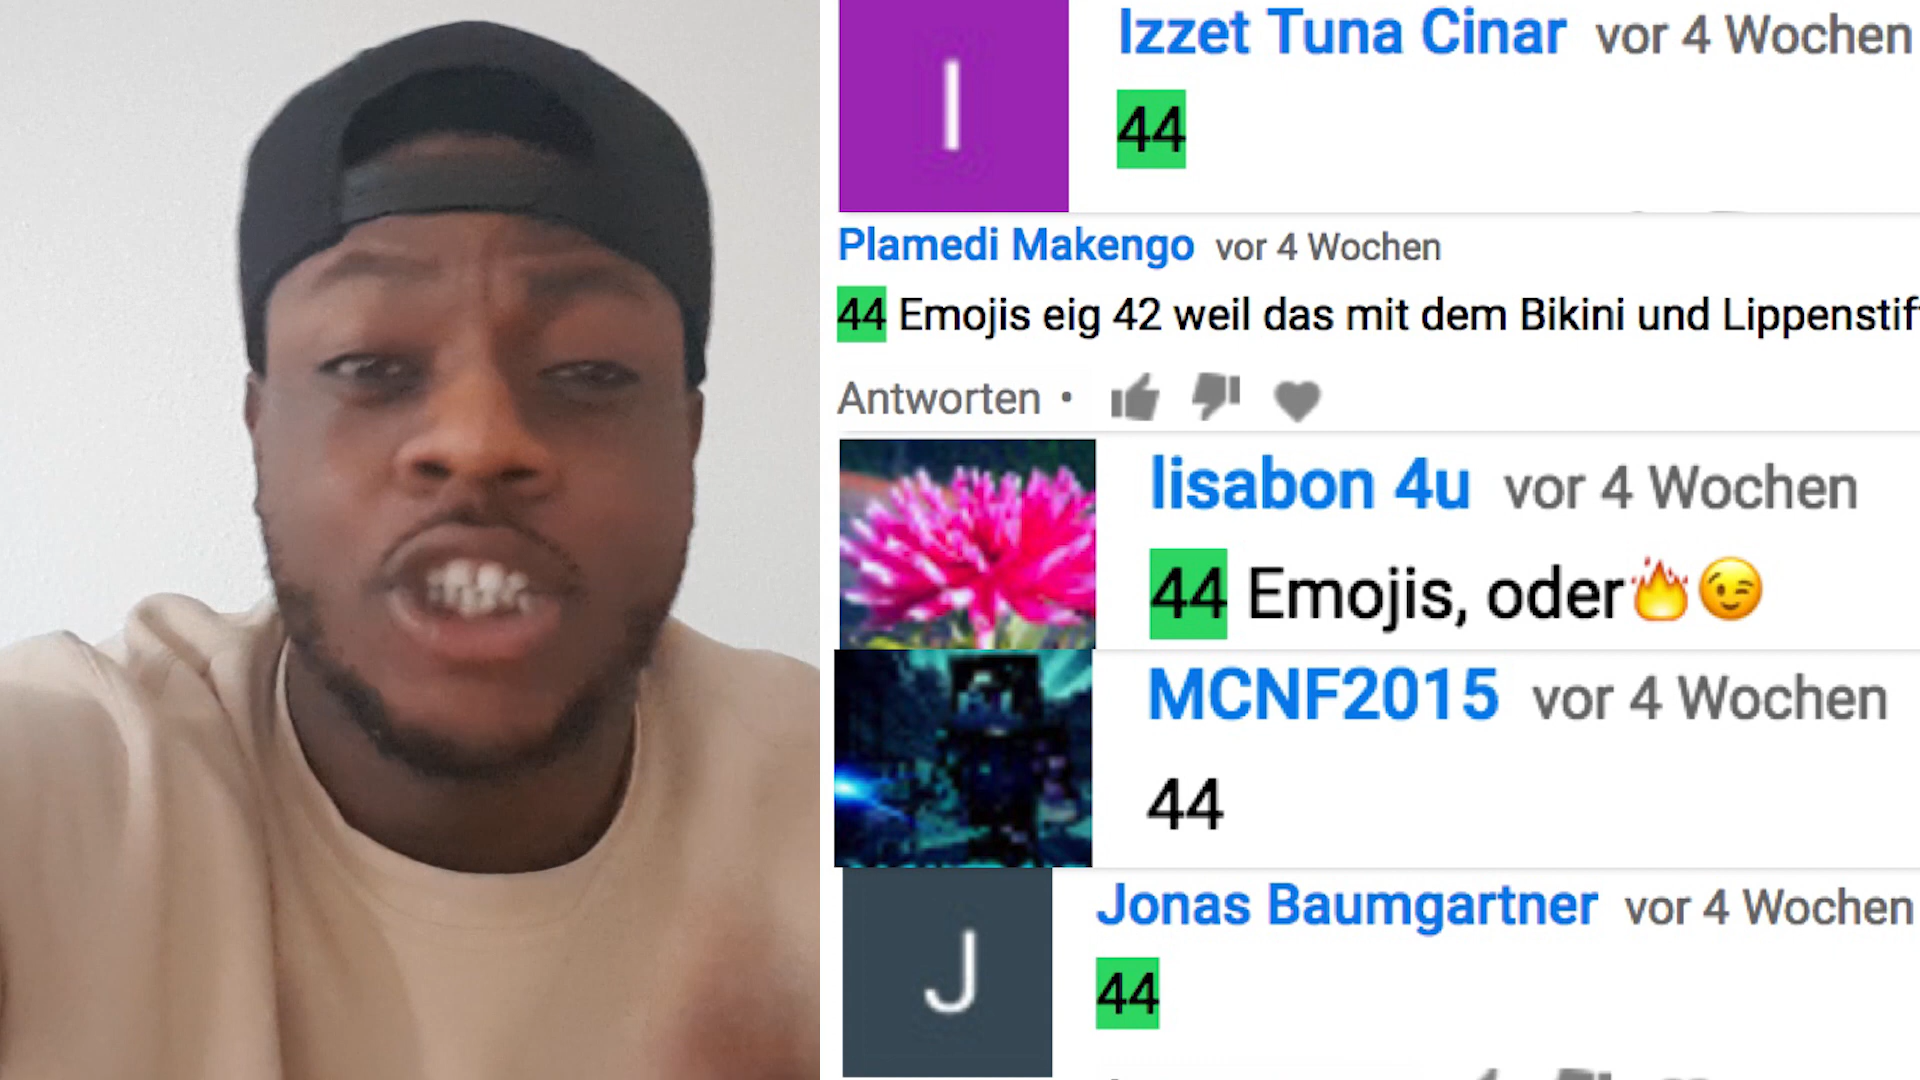 I
Izzet Tuna Cinar vor 4 Wochen
44
Plamedi Makengo vor 4 Wochen
44 Emojis eig 42 weil das mit dem Bikini und
Antworten •
lisabon 4u vor 4 Wochen
44 Emojis, oder🔥😉
MCNF2015 vor 4 Wochen
44
J
Jonas Baumgartner vor 4 Wochen
44